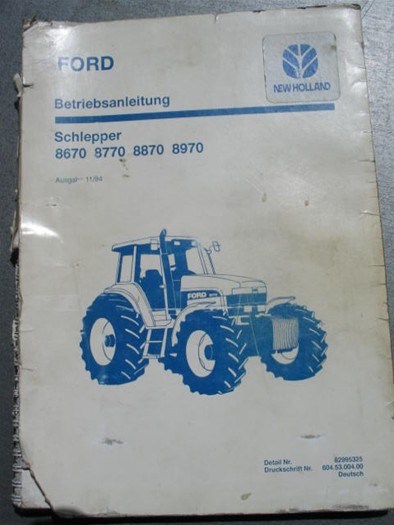 FORD
NEW HOLLAND
Betriebsanleitung
Schlepper
8670 8770 8870 8970
Ausgabe 11/94
FORD
Detail Nr. 82995325
Druckschrift Nr. 604.53.004.00
Deutsch